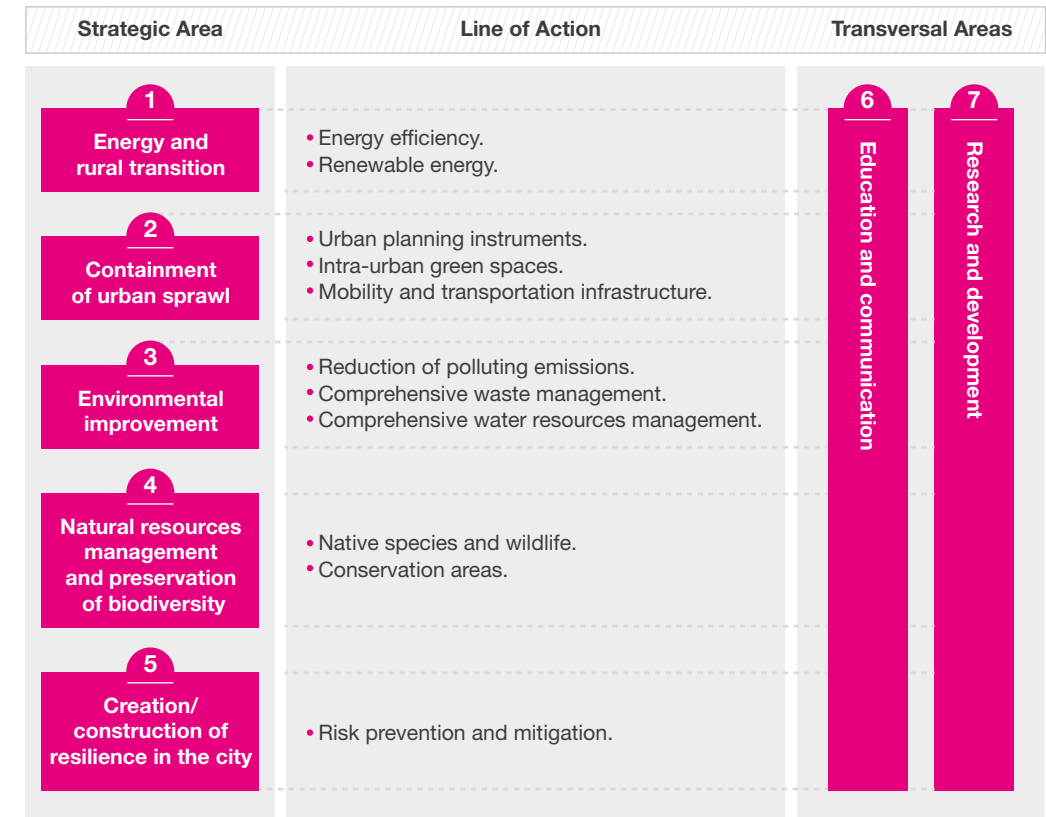 Strategic Area
Line of Action
Transversal Areas
1
Energy and
rural transition
• Energy efficiency.
• Renewable energy.
2
Containment
of urban sprawl
• Urban planning instruments.
• Intra-urban green spaces.
• Mobility and transportation infrastructure.
3
Environmental
improvement
• Reduction of polluting emissions.
• Comprehensive waste management.
• Comprehensive water resources management.
4
Natural resources
management
and preservation
of biodiversity
• Native species and wildlife.
• Conservation areas.
5
Creation/
construction of
resilience in the city
• Risk prevention and mitigation.
6
Education and communication
7
Research and development